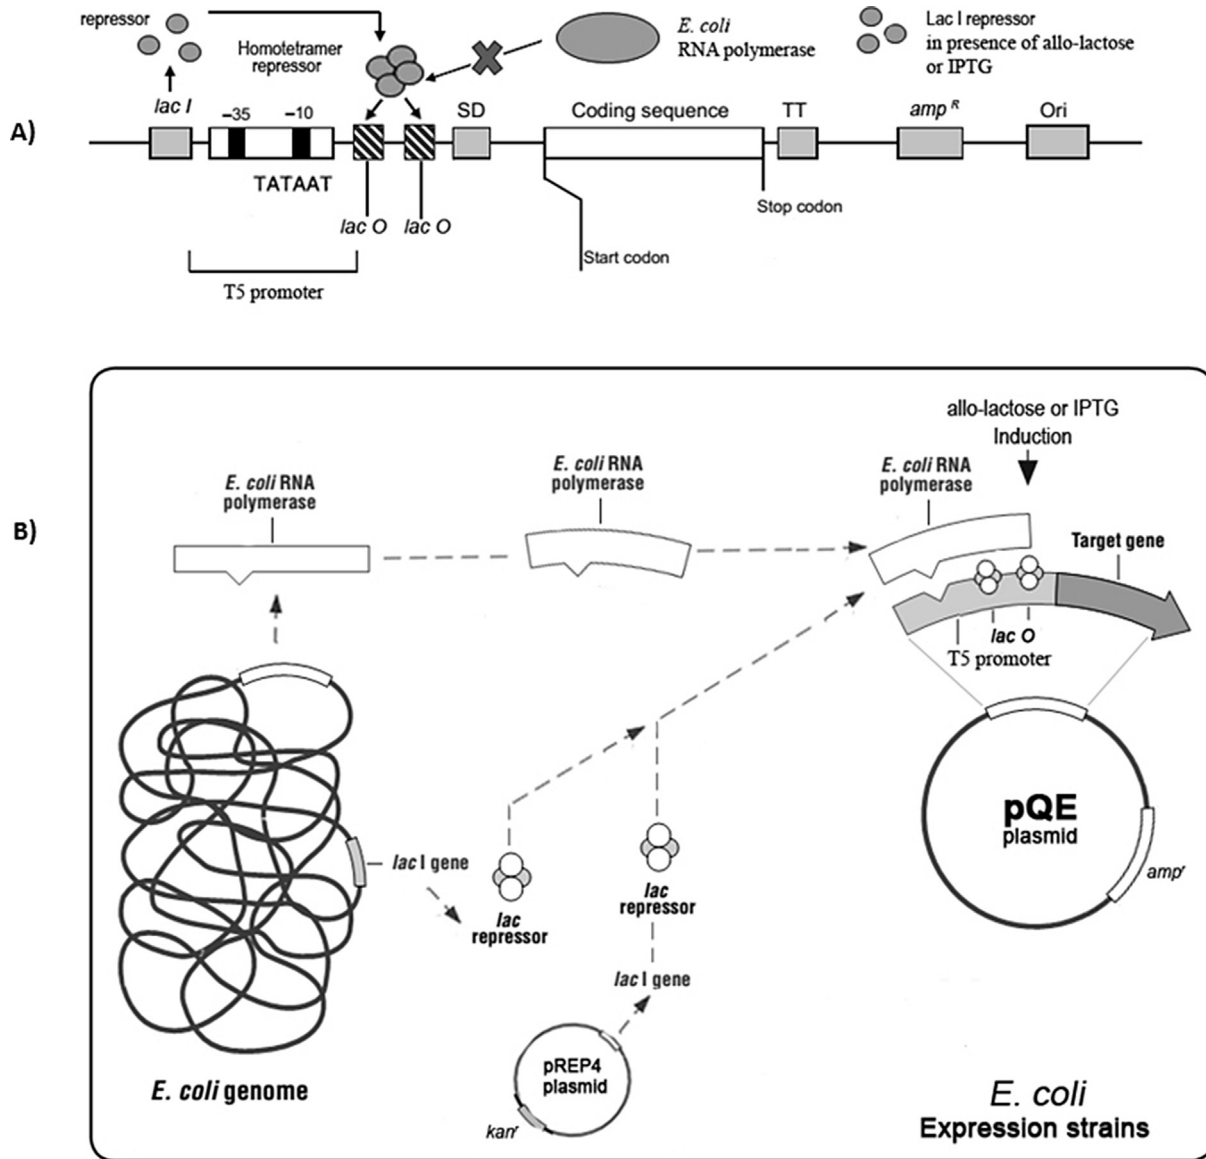 A)
repressor
Homotetramer
repressor
E. coli
RNA polymerase
Lac I repressor
in presence of allo-lactose
or IPTG
lac I
–35
–10
SD
Coding sequence
TT
amp R
Ori
TATAAT
lac O
lac O
Stop codon
Start codon
T5 promoter
B)
allo-lactose or IPTG
Induction
E. coli RNA
polymerase
E. coli RNA
polymerase
E. coli RNA
polymerase
Target gene
lac O
T5 promoter
pQE
plasmid
ampr
lac I gene
lac
repressor
lac
repressor
lac I gene
pREP4
plasmid
kanr
E. coli genome
E. coli
Expression strains